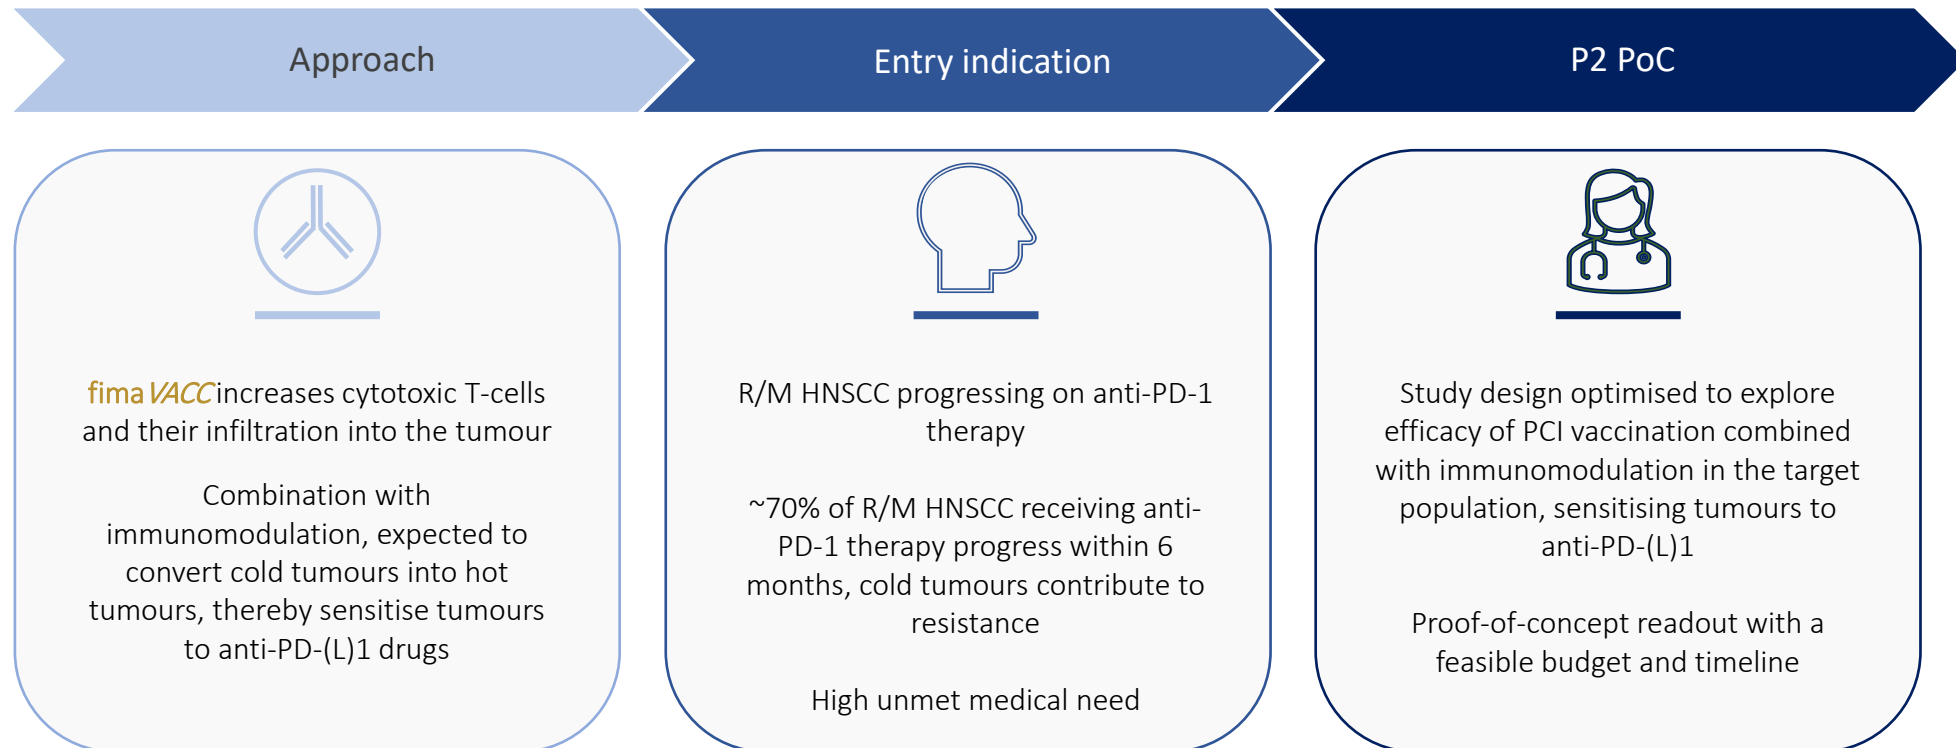 Approach
Entry indication
P2 PoC
fimaVACC increases cytotoxic T-cells
and their infiltration into the tumour
Combination with
immunomodulation, expected to
convert cold tumours into hot
tumours, thereby sensitise tumours
to anti-PD-(L)1 drugs
R/M HNSCC progressing on anti-PD-1
therapy
~70% of R/M HNSCC receiving anti-
PD-1 therapy progress within 6
months, cold tumours contribute to
resistance
High unmet medical need
Study design optimised to explore
efficacy of PCI vaccination combined
with immunomodulation in the target
population, sensitising tumours to
anti-PD-(L)1
Proof-of-concept readout with a
feasible budget and timeline